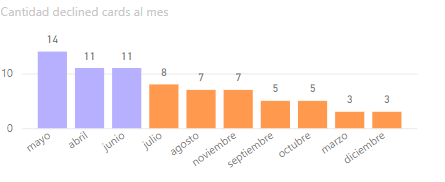 Cantidad declined cards al mes
14
11
11
8
7
7
5
5
3
3
10
0
mayo
abril
junio
julio
agosto
noviembre
septiembre
octubre
marzo
diciembre